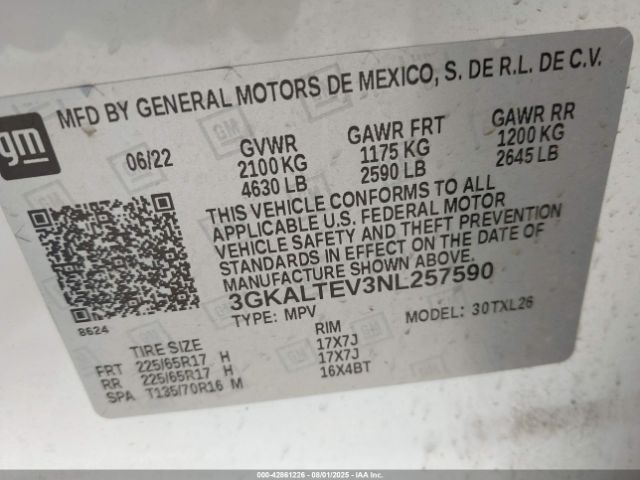 gm
MFD BY GENERAL MOTORS DE MEXICO, S. DE R.L. DE C.V.
06/22
GVWR
2100 KG
4630 LB
GAWR FRT
1175 KG
2590 LB
GAWR RR
1200 KG
2645 LB
THIS VEHICLE CONFORMS TO ALL
APPLICABLE U.S. FEDERAL MOTOR
VEHICLE SAFETY AND THEFT PREVENTION
STANDARDS IN EFFECT ON THE DATE OF
MANUFACTURE SHOWN ABOVE.
3GKALTEV3NL257590
8624
TYPE: MPV
MODEL: 30TXL26
TIRE SIZE RIM
FRT 225/65R17 H 17X7J
RR 225/65R17 H 17X7J
SPA T135/70R16 M 16X4BT
000-42861226 - 08/01/2025 - IAA Inc.